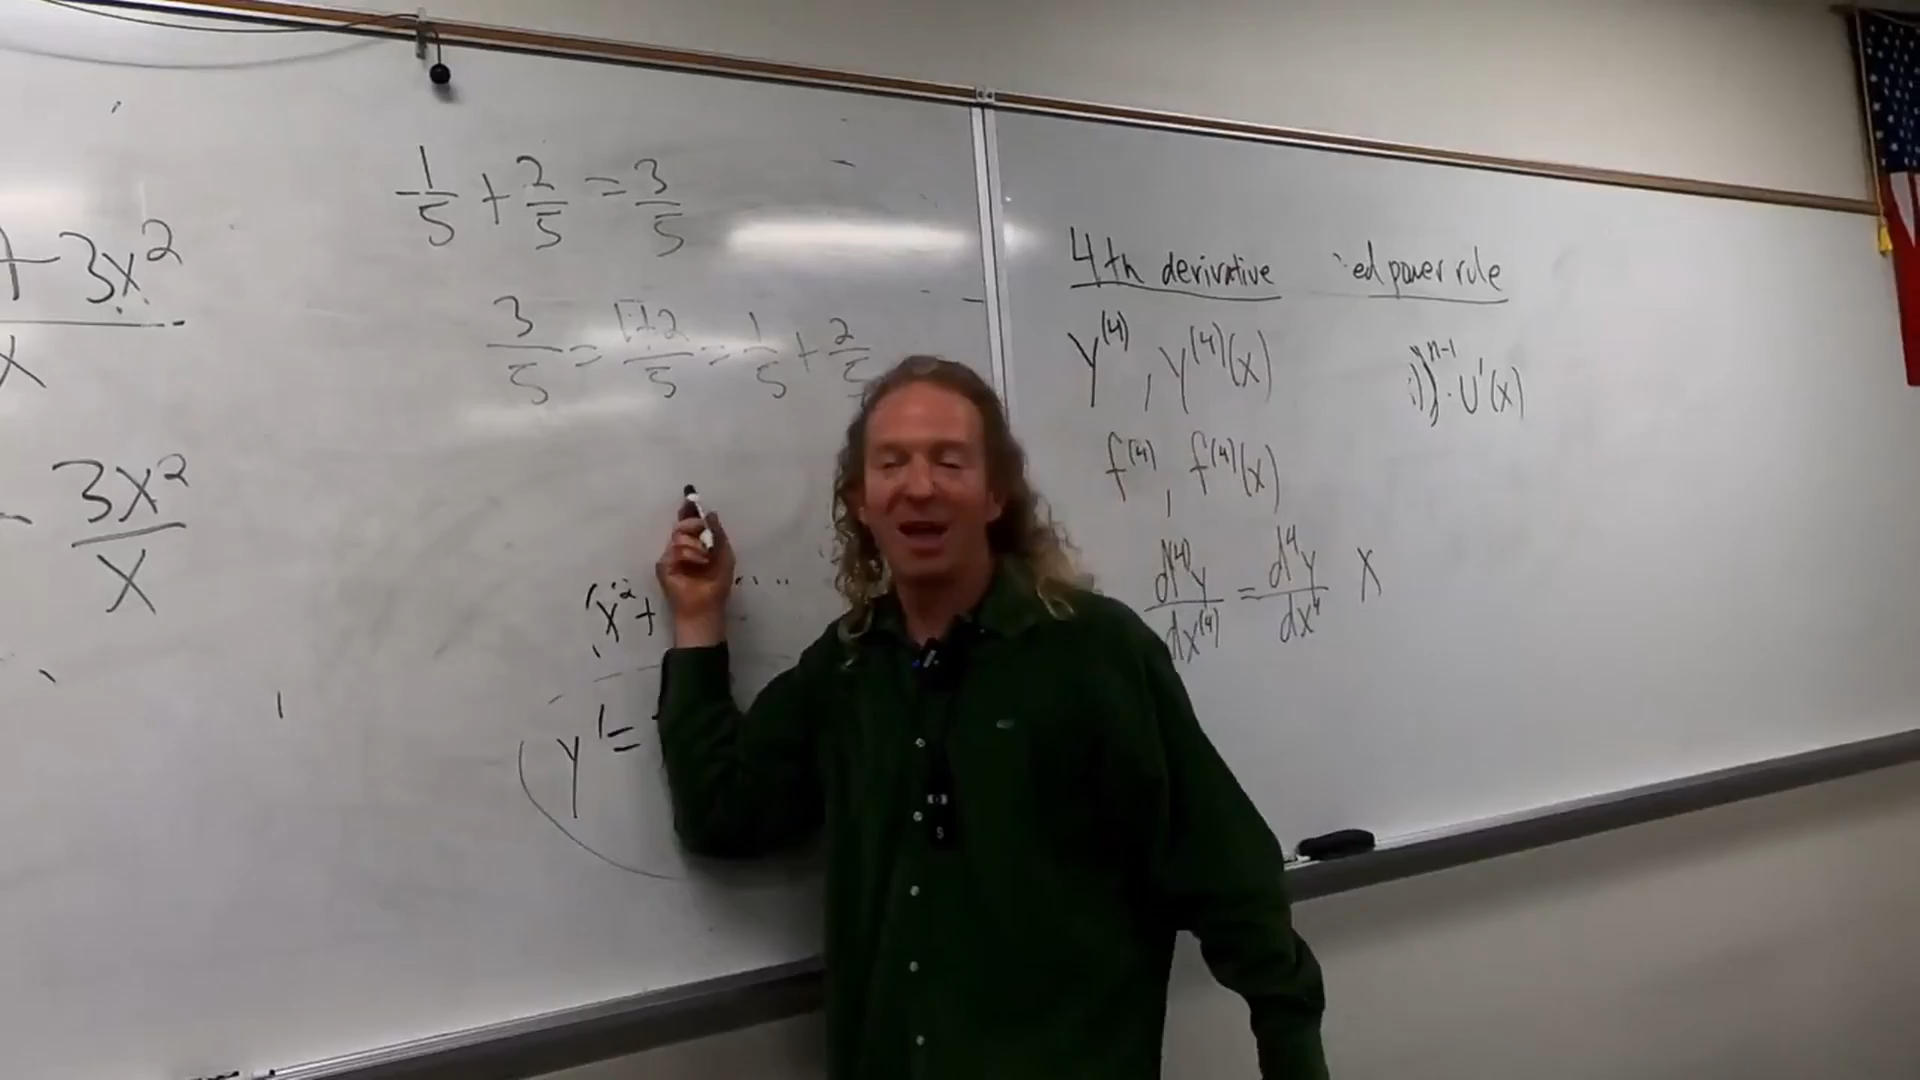 + 3x²
x
3x²
x
1/5 + 2/5 = 3/5
3/5 = 1+2/5 = 1/5 + 2/5
x² +
y' =
4th derivative
y⁽⁴⁾, y⁽⁴⁾(x)
f⁽⁴⁾, f⁽⁴⁾(x)
d⁽⁴⁾y/dx⁽⁴⁾ = d⁴y/dx⁴ X
ed power rule
)ⁿ⁻¹ · U'(x)